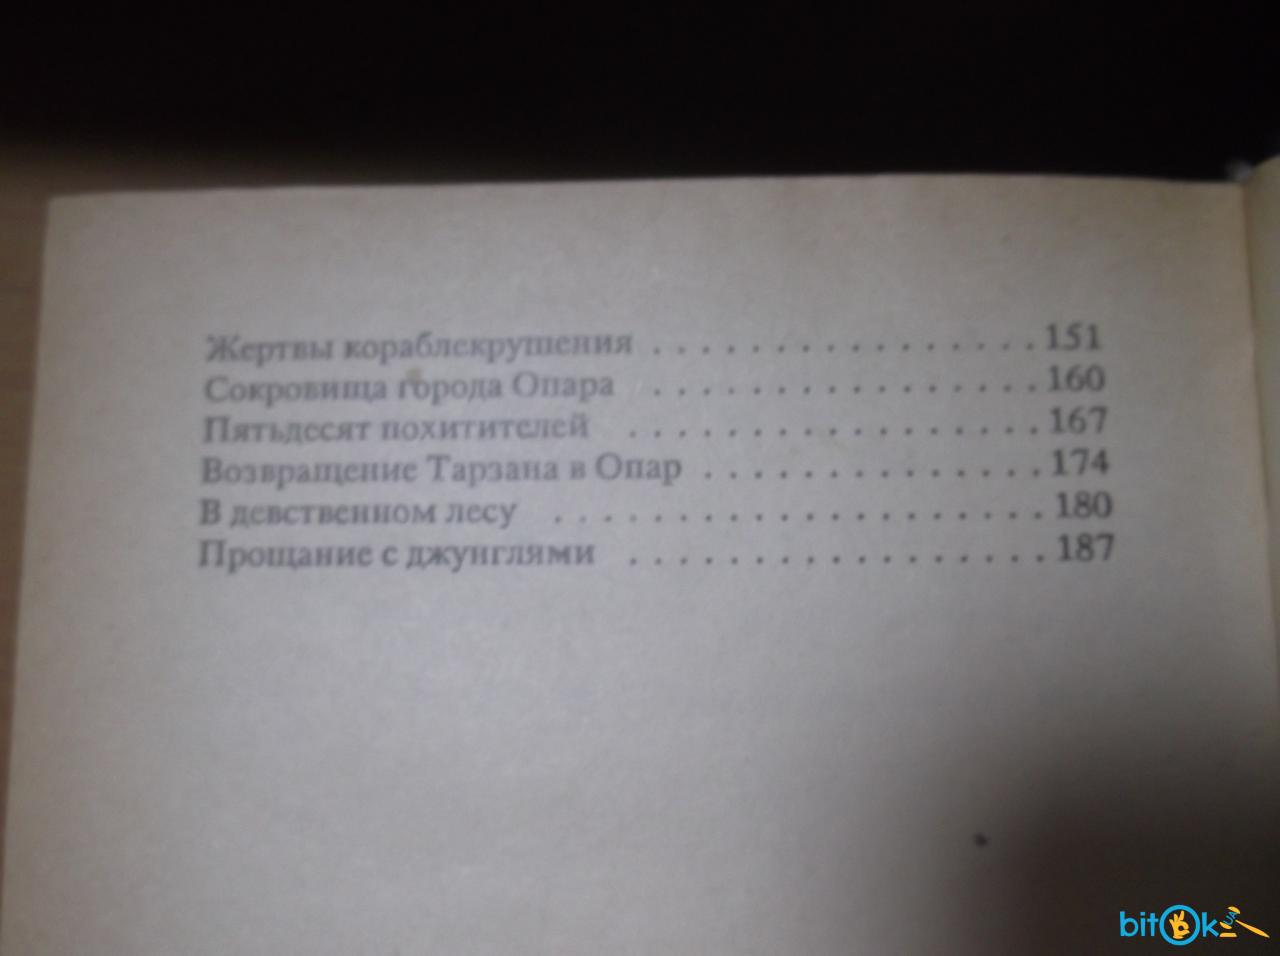 Жертвы кораблекрушения . . . . . . . . . . . . . . . . 151
Сокровища города Опара . . . . . . . . . . . . . . . . 160
Пятьдесят похитителей . . . . . . . . . . . . . . . . . 167
Возвращение Тарзана в Опар . . . . . . . . . . . . . . 174
В девственном лесу . . . . . . . . . . . . . . . . . . . . 180
Прощание с джунглями . . . . . . . . . . . . . . . . . 187
bitOk.UA